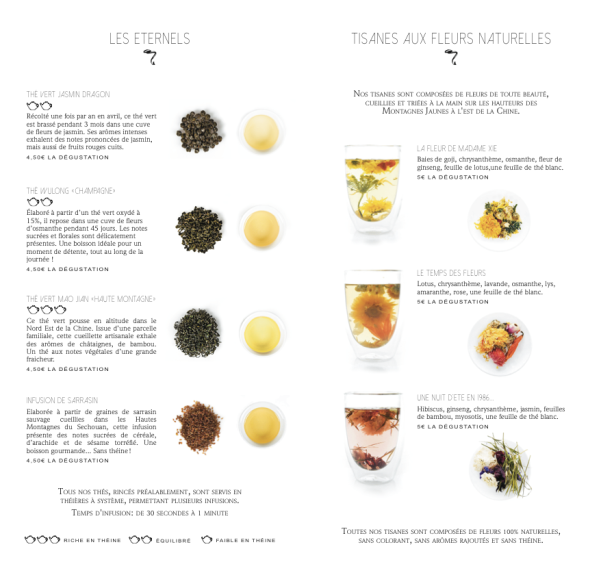 LES ETERNELS
THÉ VERT JASMIN DRAGON
Récolté une fois par an en avril, ce thé vert
est brassé pendant 3 mois dans une cuve
de fleurs de jasmin. Ses arômes intenses
exhalent des notes prononcées de jasmin,
mais aussi de fruits rouges cuits.
4,50€ LA DÉGUSTATION
THÉ WULONG «CHAMPAGNE»
Élaboré à partir d'un thé vert oxydé à
15%, il repose dans une cuve de fleurs
d'osmanthe pendant 45 jours. Les notes
sucrées et florales sont délicatement
présentes. Une boisson idéale pour un
moment de détente, tout au long de la
journée !
4,50€ LA DÉGUSTATION
THÉ VERT MAO JIAN «HAUTE MONTAGNE»
Ce thé vert pousse en altitude dans le
Nord Est de la Chine. Issue d'une parcelle
familiale, cette cueillette artisanale exhale
des arômes de châtaignes, de bambou.
Un thé aux notes végétales d'une grande
fraicheur.
4,50€ LA DÉGUSTATION
INFUSION DE SARRASIN
Elaborée à partir de graines de sarrasin
sauvage cueillies dans les Hautes
Montagnes du Sechouan, cette infusion
présente des notes sucrées de céréale,
d'arachide et de sésame torréfié. Une
boisson gourmande... Sans théine !
4,50€ LA DÉGUSTATION
TOUS NOS THÉS, RINCÉS PRÉALABLEMENT, SONT SERVIS EN
THÉIÈRES À SYSTÈME, PERMETTANT PLUSIEURS INFUSIONS.
TEMPS D'INFUSION: DE 30 SECONDES À 1 MINUTE
RICHE EN THÉINE ÉQUILIBRÉ FAIBLE EN THÉINE
TISANES AUX FLEURS NATURELLES
NOS TISANES SONT COMPOSÉES DE FLEURS DE TOUTE BEAUTÉ,
CUEILLIES ET TRIÉES À LA MAIN SUR LES HAUTEURS DES
MONTAGNES JAUNES À L'EST DE LA CHINE.
LA FLEUR DE MADAME XIE
Baies de goji, chrysanthème, osmanthe, fleur de
ginseng, feuille de lotus,une feuille de thé blanc.
5€ LA DÉGUSTATION
LE TEMPS DES FLEURS
Lotus, chrysanthème, lavande, osmanthe, lys,
amaranthe, rose, une feuille de thé blanc.
5€ LA DÉGUSTATION
UNE NUIT D'ETE EN 1986...
Hibiscus, ginseng, chrysanthème, jasmin, feuilles
de bambou, myosotis, une feuille de thé blanc.
5€ LA DÉGUSTATION
TOUTES NOS TISANES SONT COMPOSÉES DE FLEURS 100% NATURELLES,
SANS COLORANT, SANS ARÔMES RAJOUTÉS ET SANS THÉINE.